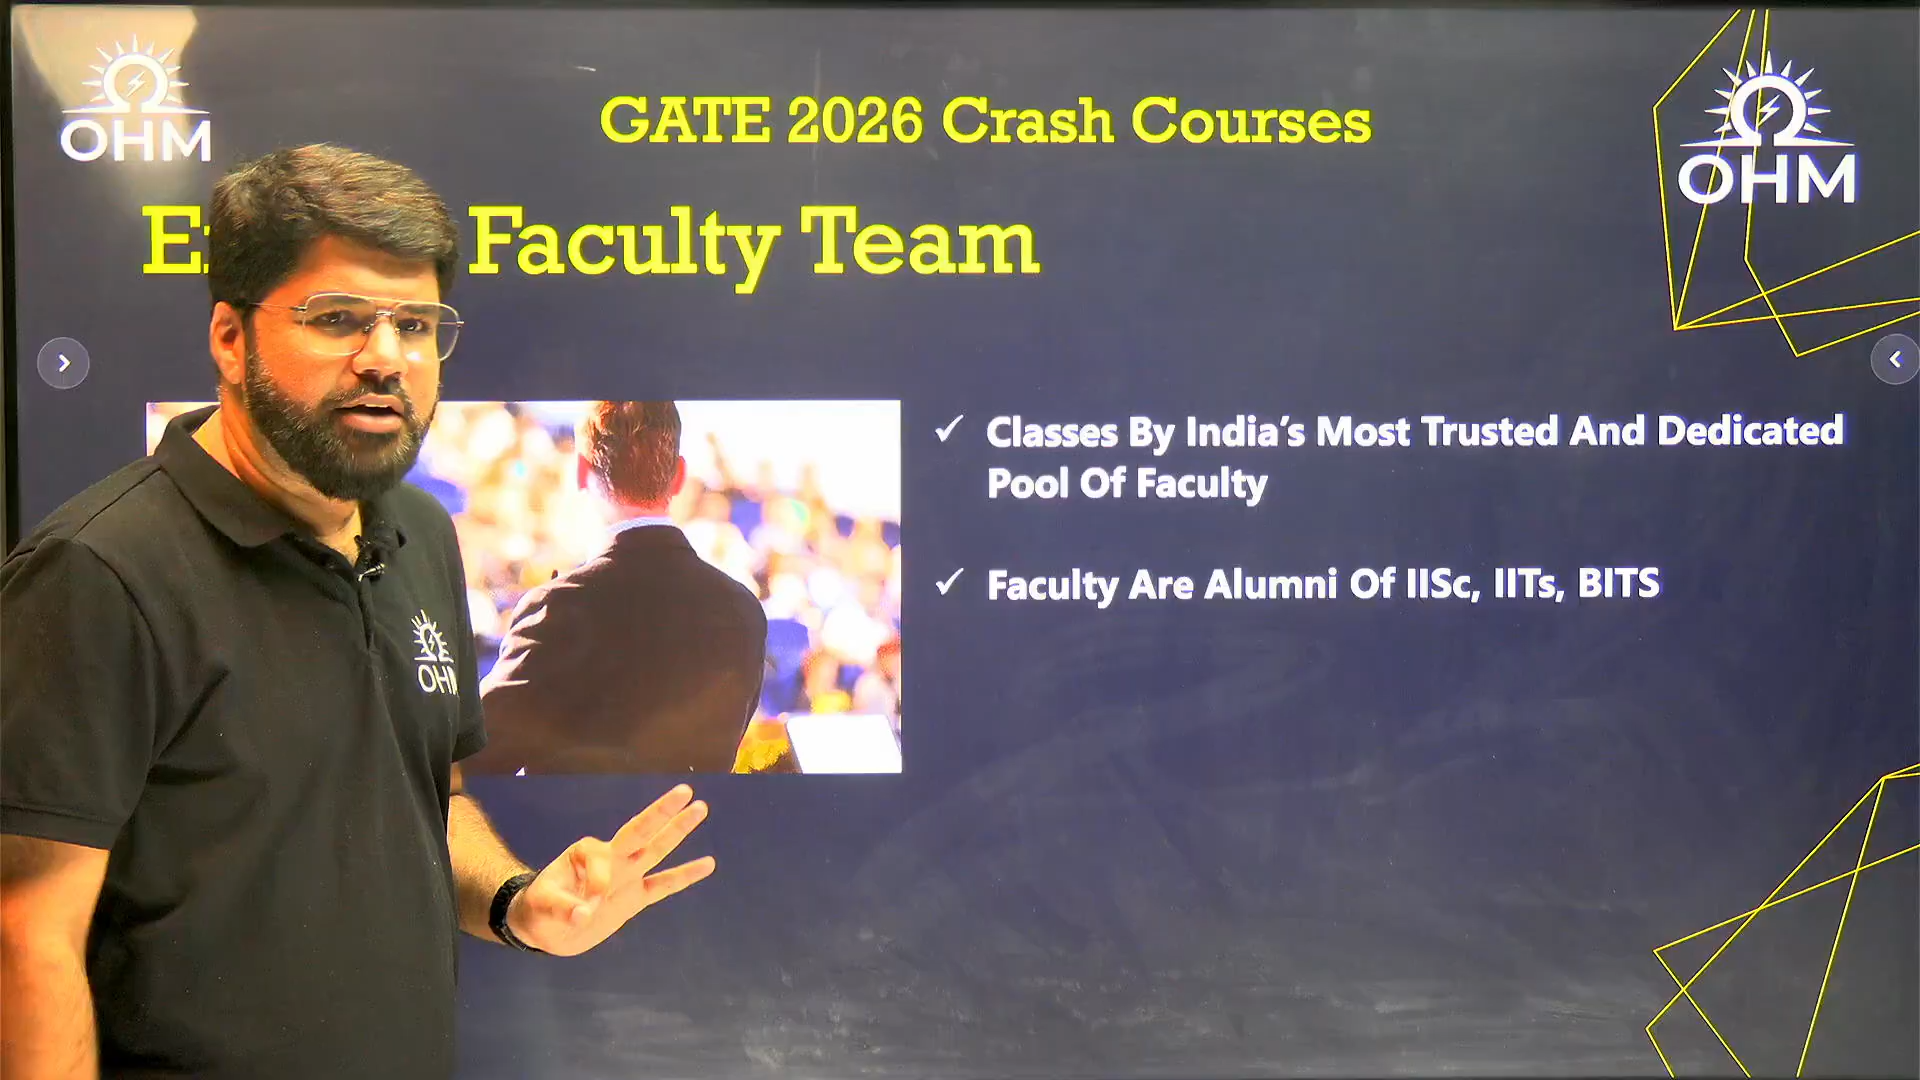 OHM
GATE 2026 Crash Courses
OHM
Faculty Team
Classes By India's Most Trusted And Dedicated
Pool Of Faculty
Faculty Are Alumni Of IISc, IITs, BITS
OHM